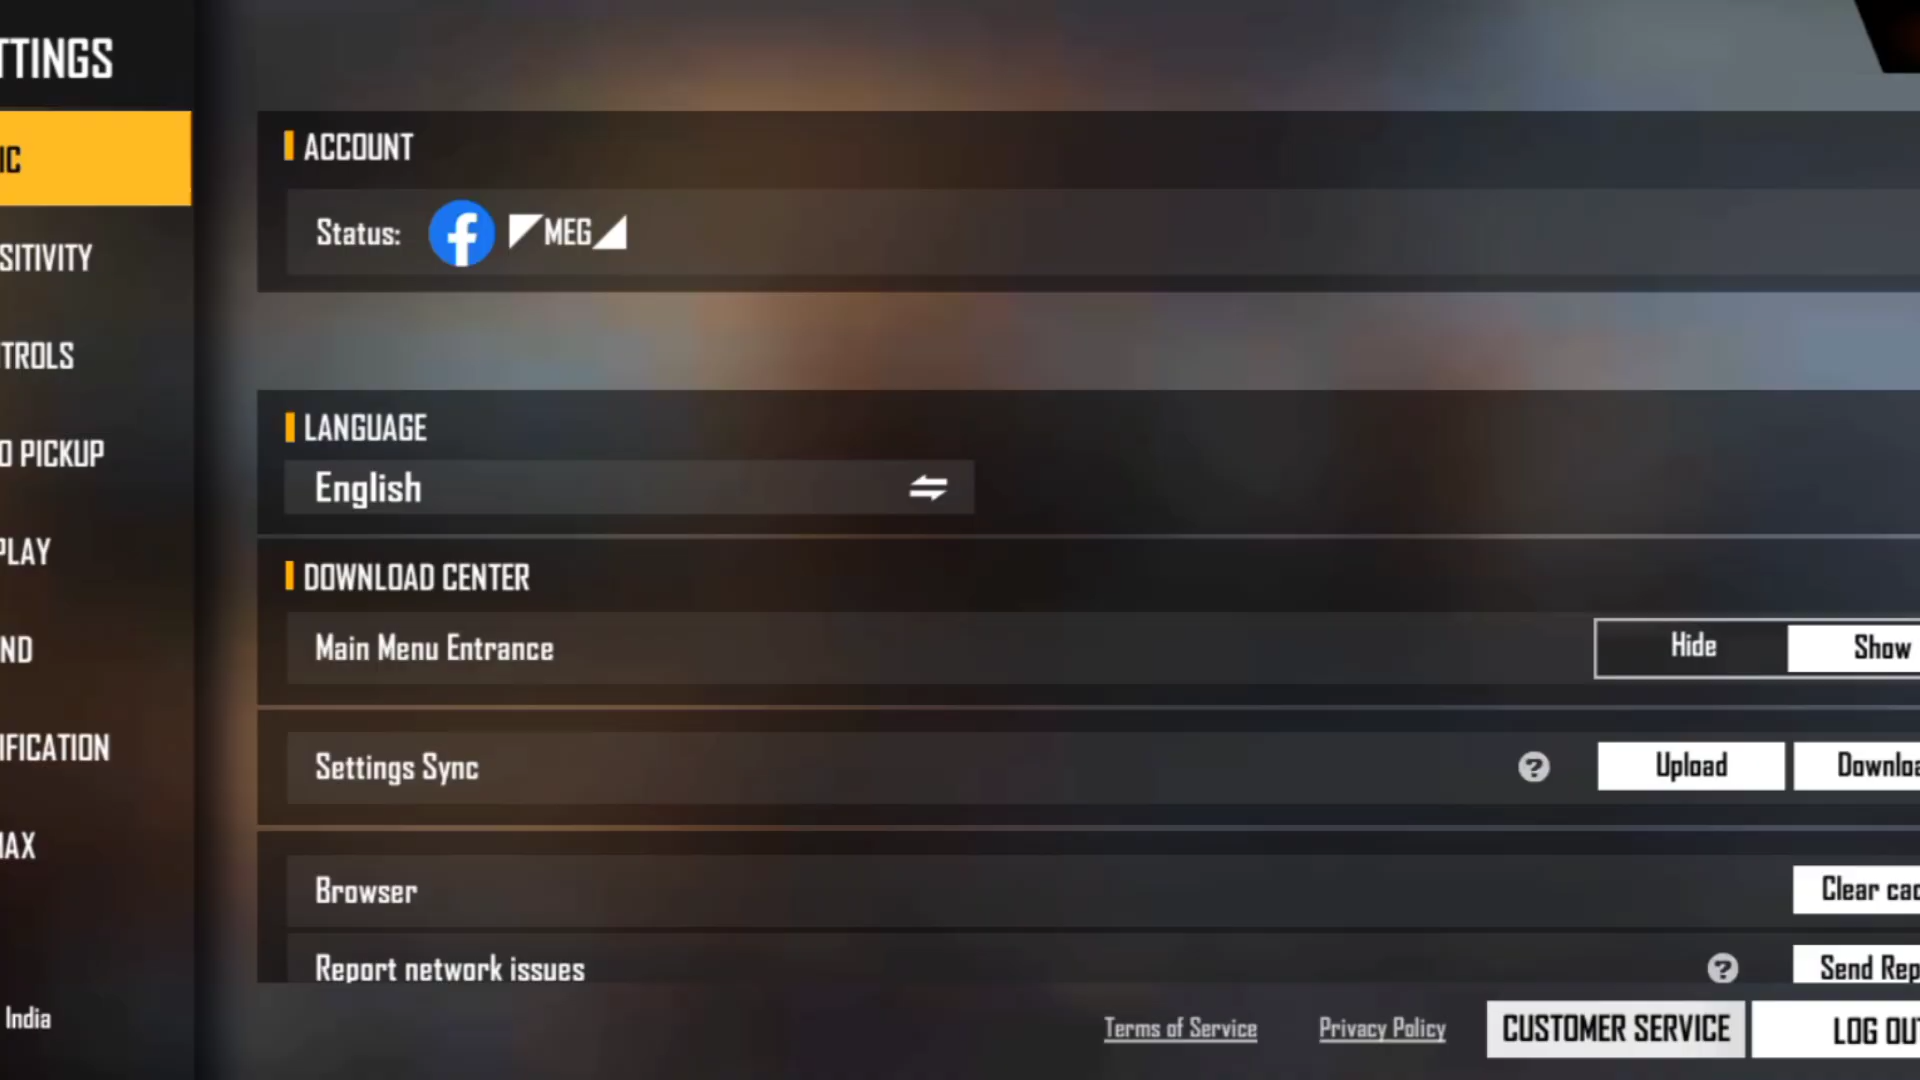 TTINGS
IC
SITIVITY
TROLS
O PICKUP
PLAY
ND
IFICATION
MAX
India
ACCOUNT
Status: ◤MEG◢
LANGUAGE
English
DOWNLOAD CENTER
Main Menu Entrance
Hide Show
Settings Sync
? Upload Downloa
Browser
Clear cac
Report network issues
? Send Rep
Terms of Service Privacy Policy CUSTOMER SERVICE LOG OUT